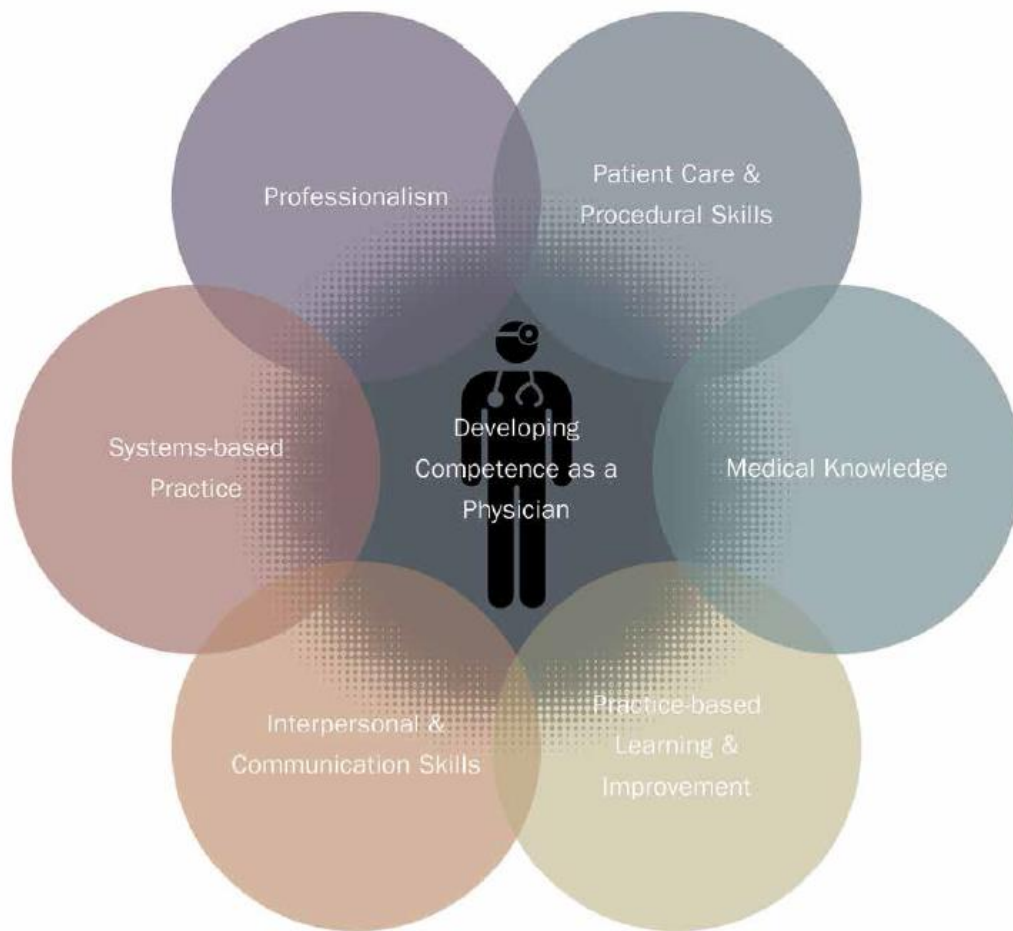 Professionalism
Patient Care &
Procedural Skills
Systems-based
Practice
Developing
Competence as a
Physician
Medical Knowledge
Interpersonal &
Communication Skills
Practice-based
Learning &
Improvement